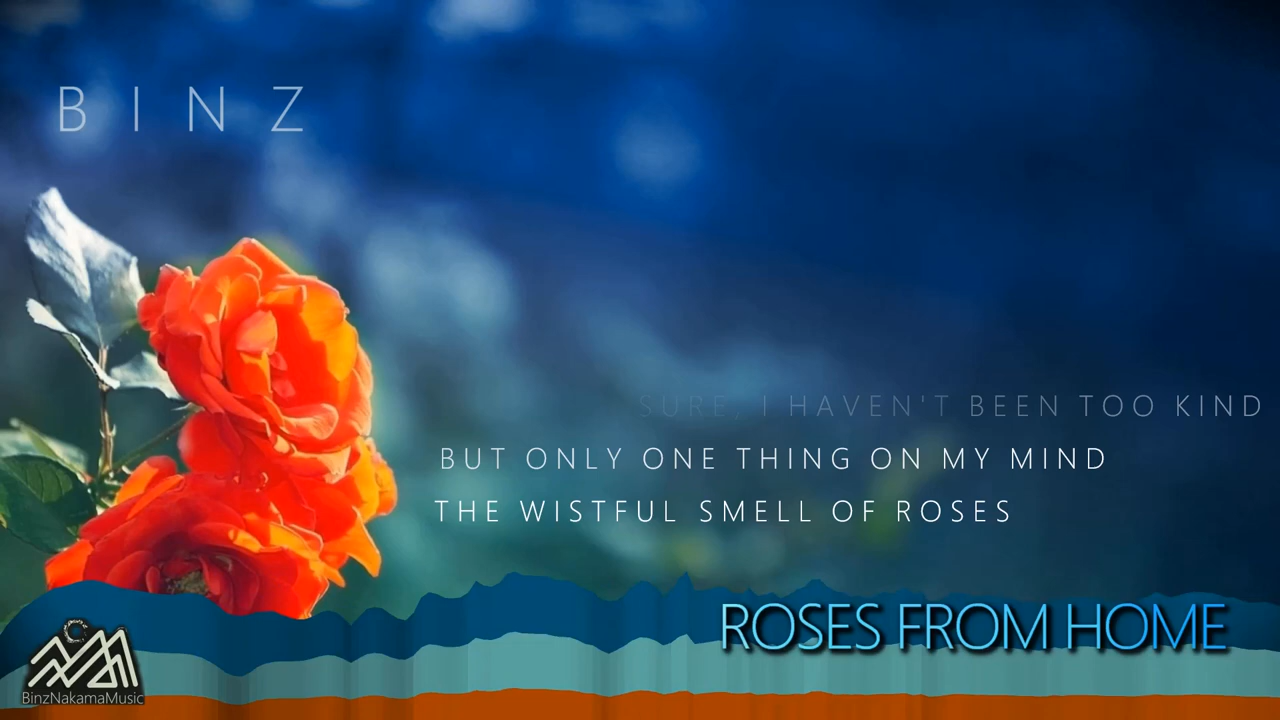 BINZ
SURE, I HAVEN'T BEEN TOO KIND
BUT ONLY ONE THING ON MY MIND
THE WISTFUL SMELL OF ROSES
ROSES FROM HOME
BinzNakamaMusic